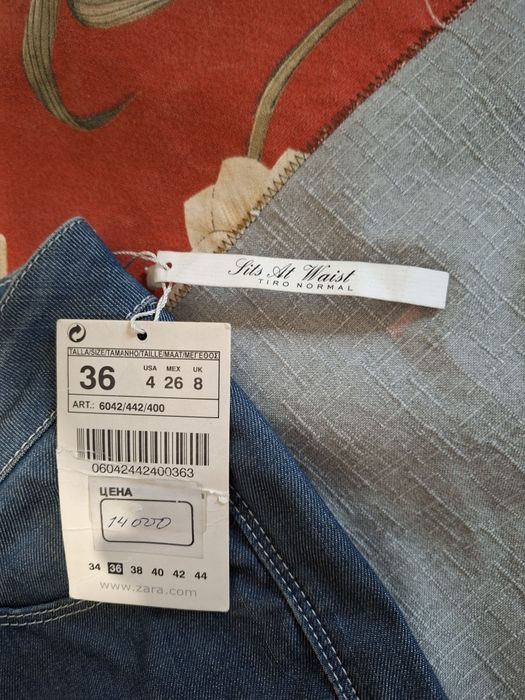 Sits At Waist
TIRO NORMAL
TALLA/SIZE/TAMANHO/TAILLE/MAAT/ΜΕΓΕΘΟΣ
36
USA MEX UK
4 26 8
ART.: 6042/442/400
06042442400363
ЦЕНА
14000
34 36 38 40 42 44
www.zara.com